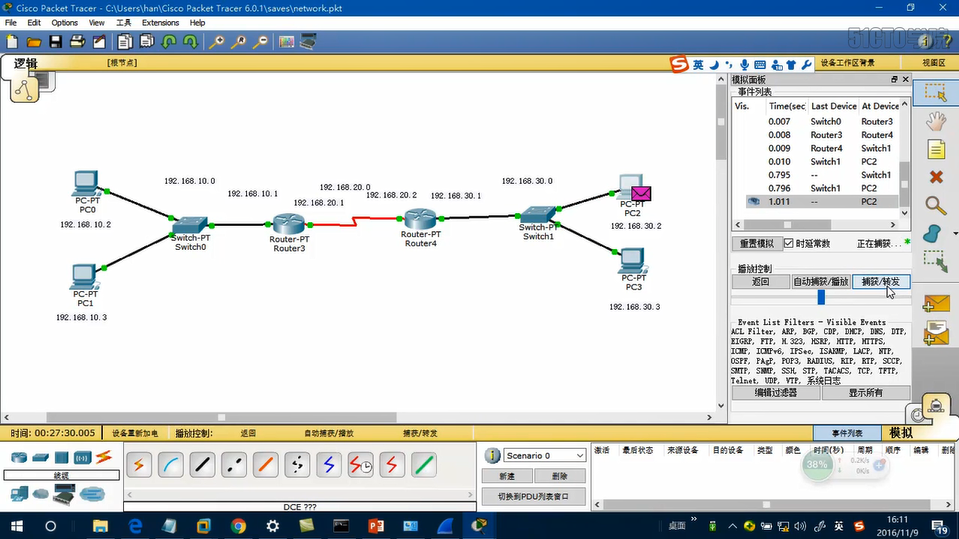 Cisco Packet Tracer - C:\Users\han\Cisco Packet Tracer 6.0.1\saves\network.pkt
File Edit Options View 工具 Extensions Help
逻辑 [根节点] 英 设备工作区背景 视图区
模拟面板
事件列表
Vis. Time(sec) Last Device At Device
0.007 Switch0 Router3
0.008 Router3 Router4
0.009 Router4 Switch1
0.010 Switch1 PC2
0.795 -- Switch1
0.796 Switch1 PC2
1.011 -- PC2
重置模拟 时延常数 正在捕获...
播放控制
返回 自动捕获/播放 捕获/转发
Event List Filters - Visible Events
ACL Filter, ARP, BGP, CDP, DHCP, DNS, DTP,
EIGRP, FTP, H.323, HSRP, HTTP, HTTPS,
ICMP, ICMPv6, IPSec, ISAKMP, LACP, NTP,
OSPF, PAgP, POP3, RADIUS, RIP, RTP, SCCP,
SMTP, SNMP, SSH, STP, TACACS, TCP, TFTP,
Telnet, UDP, VTP, 系统日志
编辑过滤器 显示所有
192.168.10.0
192.168.10.1
192.168.20.0
192.168.20.1
192.168.20.2
192.168.30.1
192.168.30.0
PC-PT
PC0
192.168.10.2
Switch-PT
Switch0
Router-PT
Router3
Router-PT
Router4
Switch-PT
Switch1
PC-PT
PC2
192.168.30.2
PC-PT
PC1
192.168.10.3
PC-PT
PC3
192.168.30.3
时间: 00:27:30.005 设备重新加电 播放控制: 返回 自动捕获/播放 捕获/转发 事件列表 模拟
线缆
DCE ???
Scenario 0
新建 删除
切换到PDU列表窗口
激活 最后状态 来源设备 目的设备 类型 颜色 时间(秒) 周期 顺序 编辑 删除
38% 0.2K/s
0K/s
桌面 英 16:11
2016/11/9 19